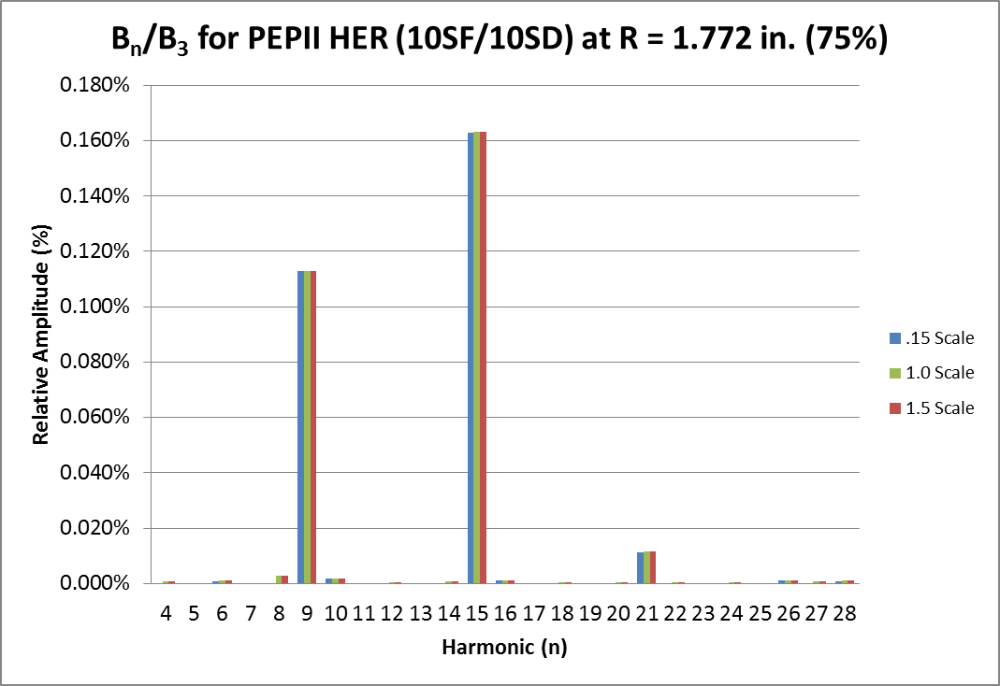 Bn/B3 for PEPII HER (10SF/10SD) at R = 1.772 in. (75%)
0.180%
0.160%
0.140%
0.120%
0.100%
0.080%
0.060%
0.040%
0.020%
0.000%
Relative Amplitude (%)
4 5 6 7 8 9 10 11 12 13 14 15 16 17 18 19 20 21 22 23 24 25 26 27 28
Harmonic (n)
.15 Scale
1.0 Scale
1.5 Scale